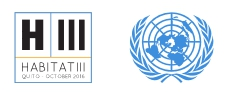 H III
HABITAT III
QUITO - OCTOBER 2016